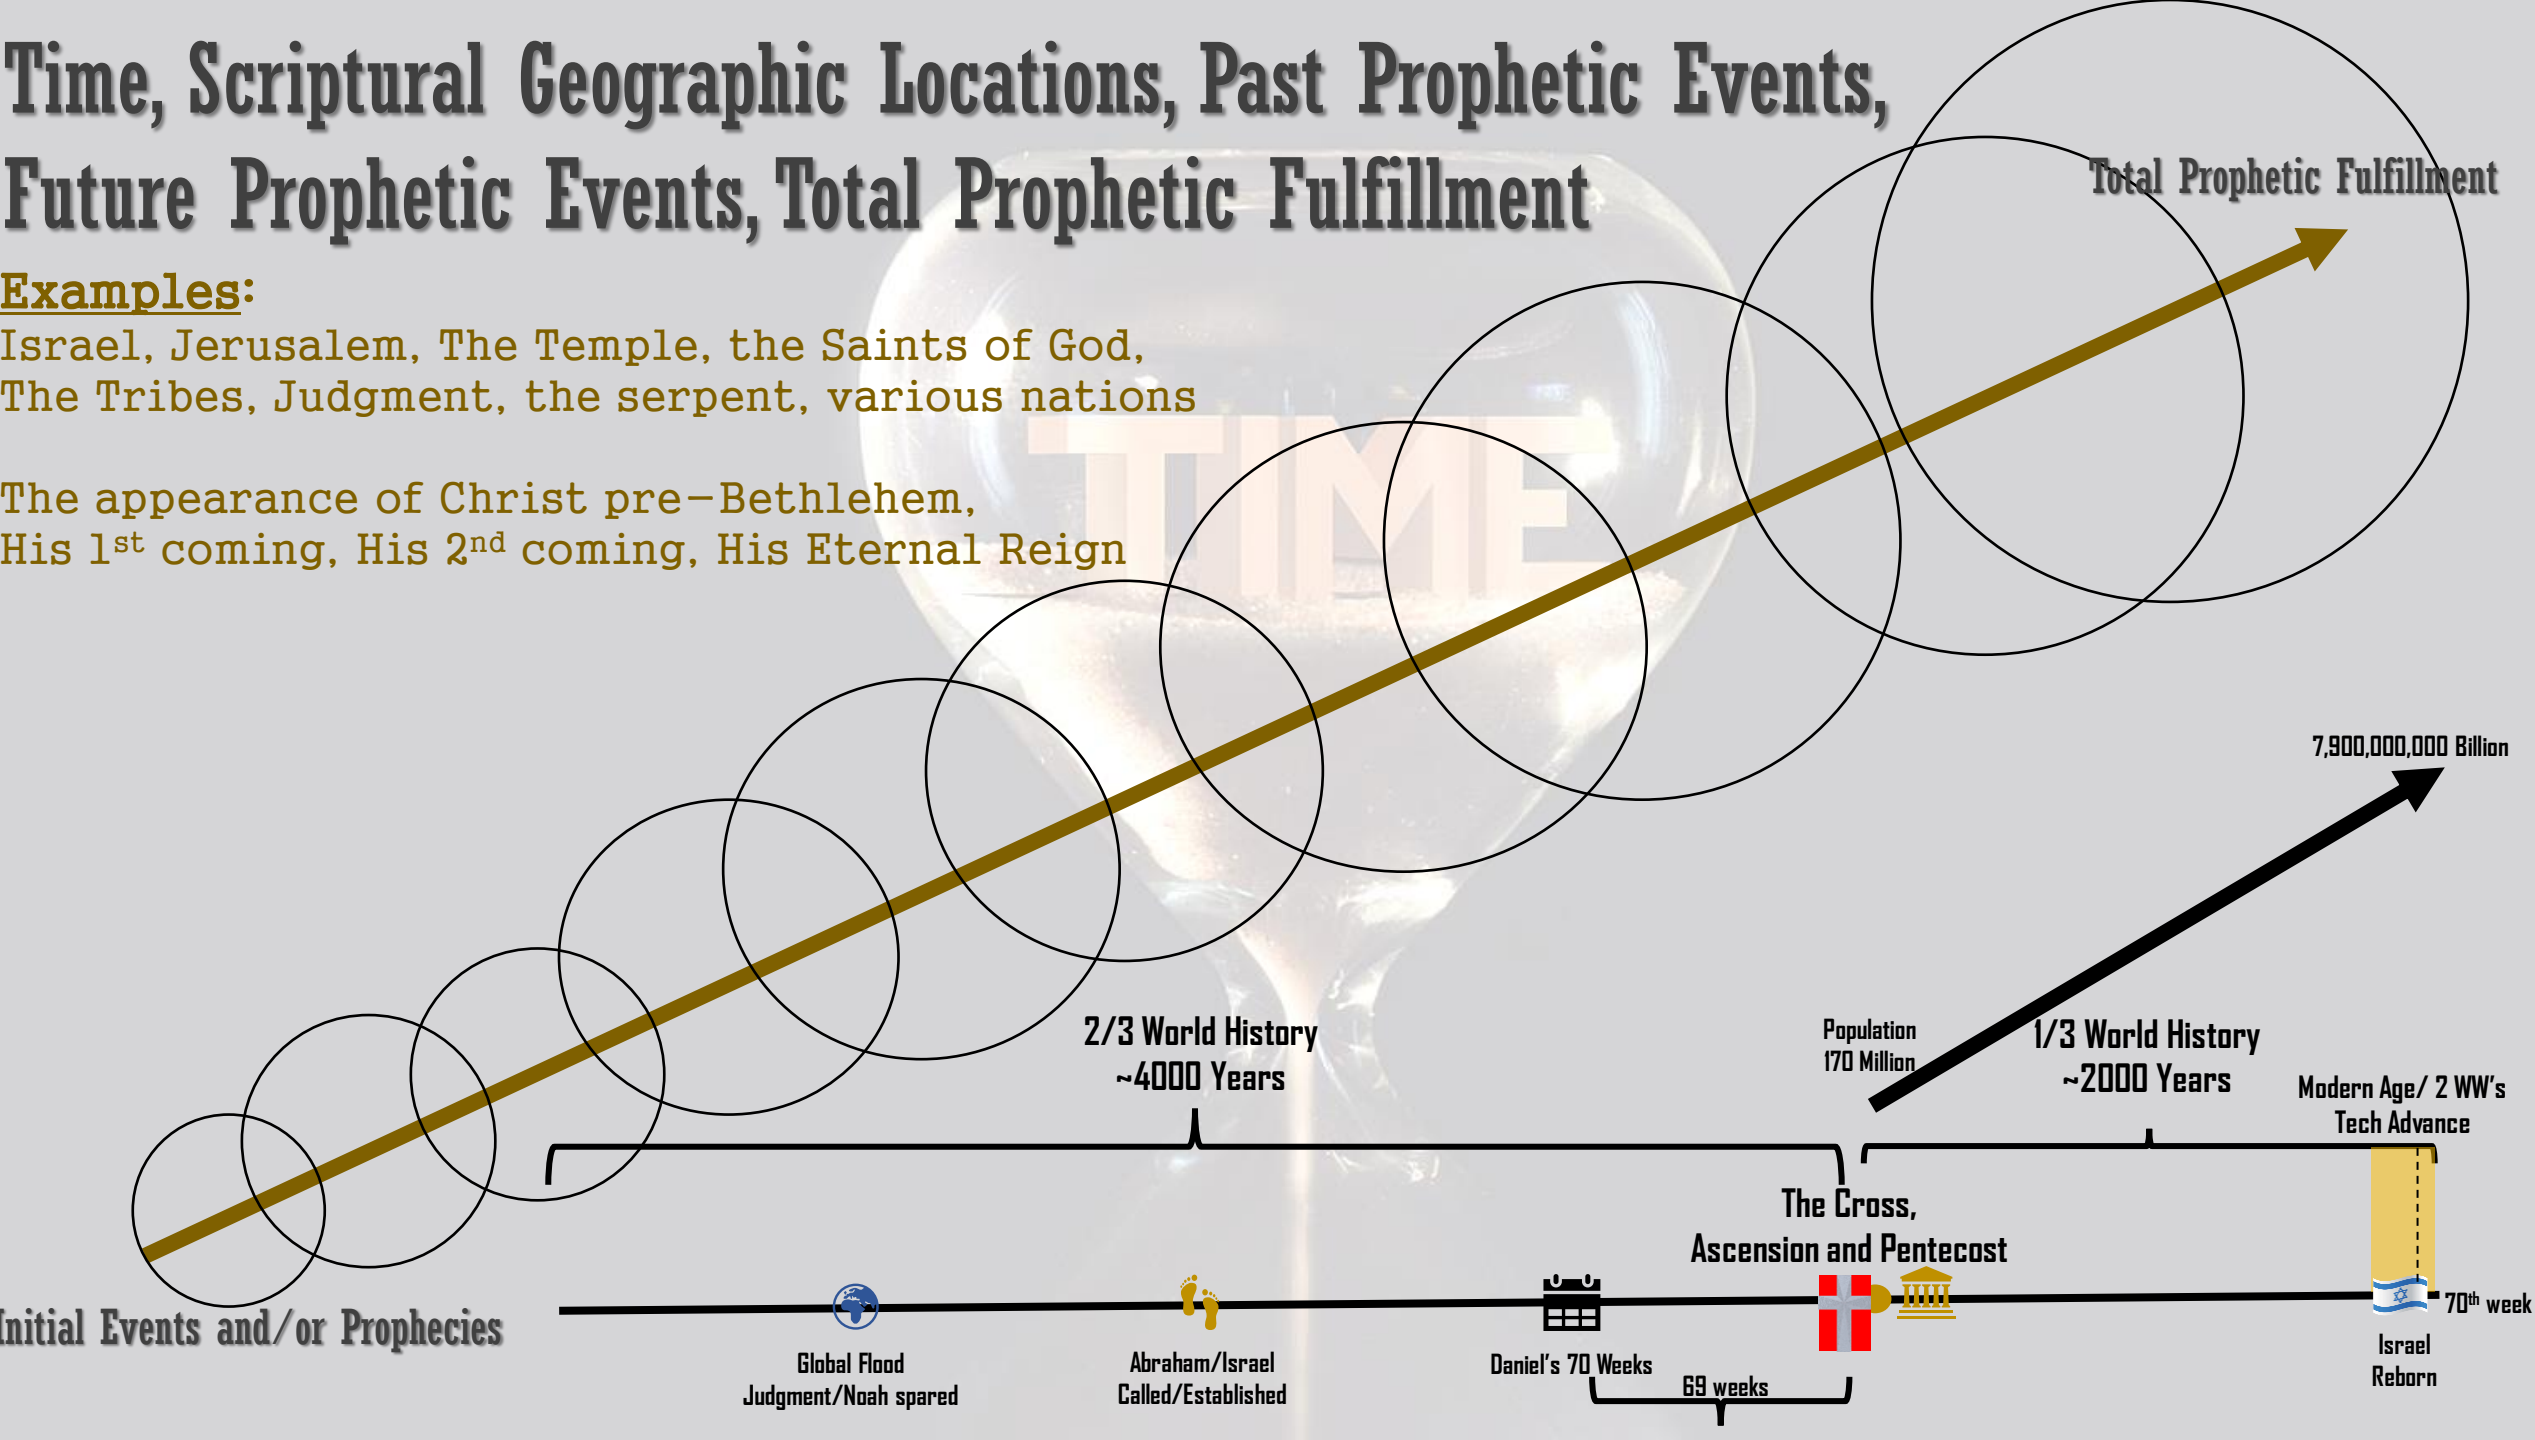 Time, Scriptural Geographic Locations, Past Prophetic Events,
Future Prophetic Events, Total Prophetic Fulfillment
Total Prophetic Fulfillment
Examples:
Israel, Jerusalem, The Temple, the Saints of God,
The Tribes, Judgment, the serpent, various nations
The appearance of Christ pre-Bethlehem,
His 1st coming, His 2nd coming, His Eternal Reign
TIME
7,900,000,000 Billion
2/3 World History
~4000 Years
Population
170 Million
1/3 World History
~2000 Years
Modern Age/ 2 WW's
Tech Advance
The Cross,
Ascension and Pentecost
Initial Events and/or Prophecies
70th week
Global Flood
Judgment/Noah spared
Abraham/Israel
Called/Established
Daniel's 70 Weeks
69 weeks
Israel
Reborn